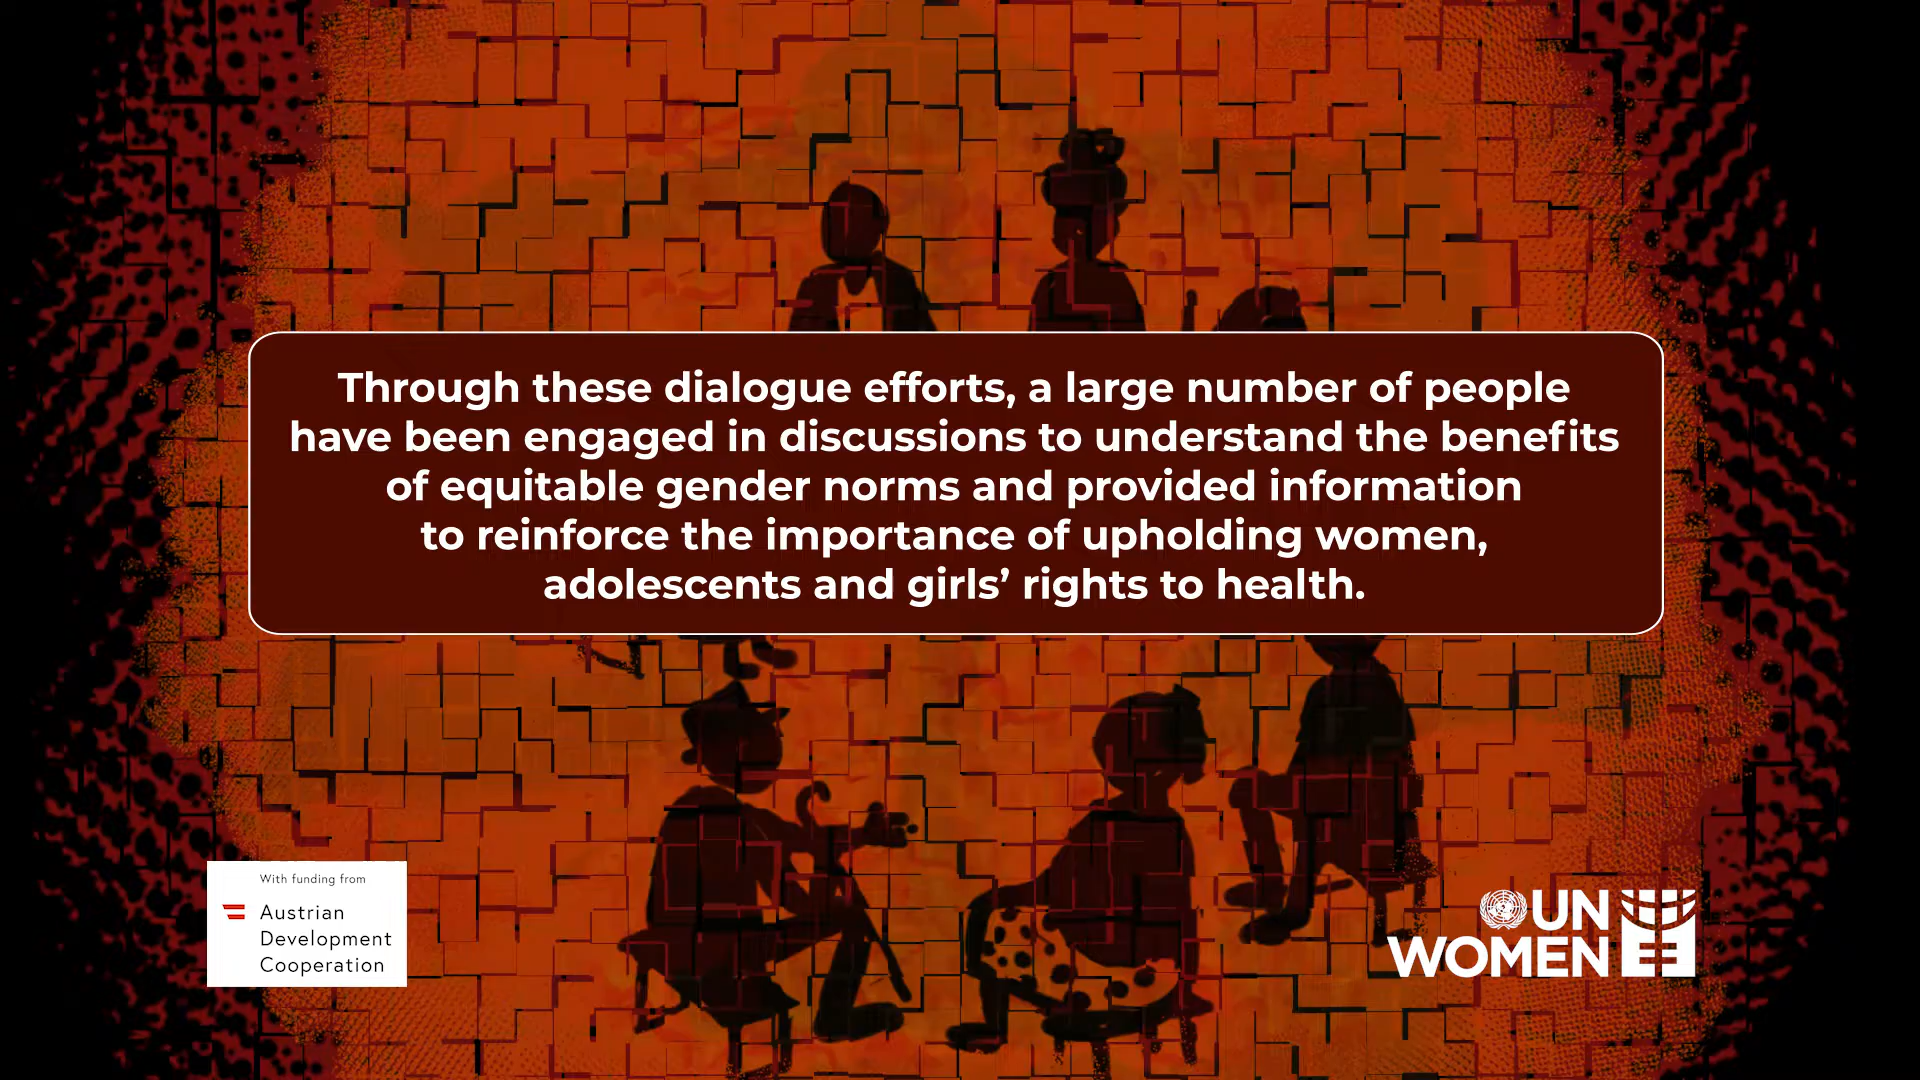 Through these dialogue efforts, a large number of people
have been engaged in discussions to understand the benefits
of equitable gender norms and provided information
to reinforce the importance of upholding women,
adolescents and girls’ rights to health.
With funding from
Austrian
Development
Cooperation
UN
WOMEN